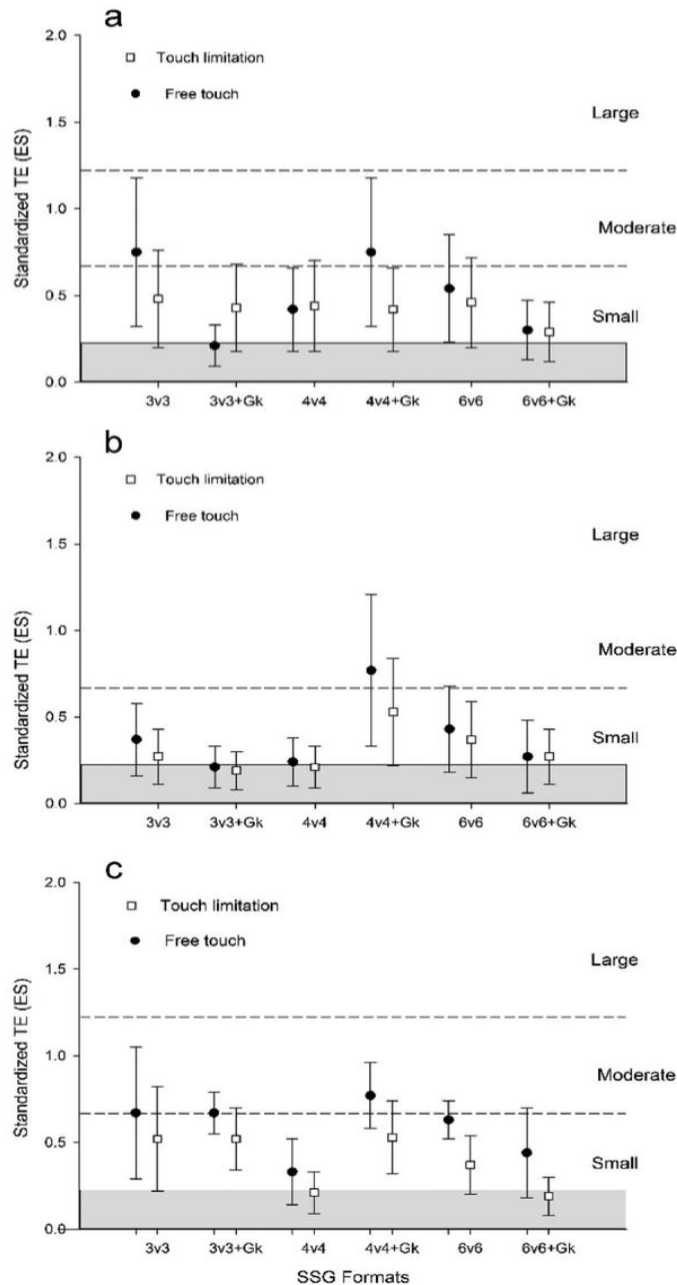 a
2.0
Touch limitation
Free touch
1.5
Large
1.0
Moderate
0.5
Small
0.0
Standardized TE (ES)
3v3 3v3+Gk 4v4 4v4+Gk 6v6 6v6+Gk
b
2.0
Touch limitation
Free touch
1.5
Large
1.0
Moderate
0.5
Small
0.0
Standardized TE (ES)
3v3 3v3+Gk 4v4 4v4+Gk 6v6 6v6+Gk
c
2.0
Touch limitation
Free touch
1.5
Large
1.0
Moderate
0.5
Small
0.0
Standardized TE (ES)
3v3 3v3+Gk 4v4 4v4+Gk 6v6 6v6+Gk
SSG Formats